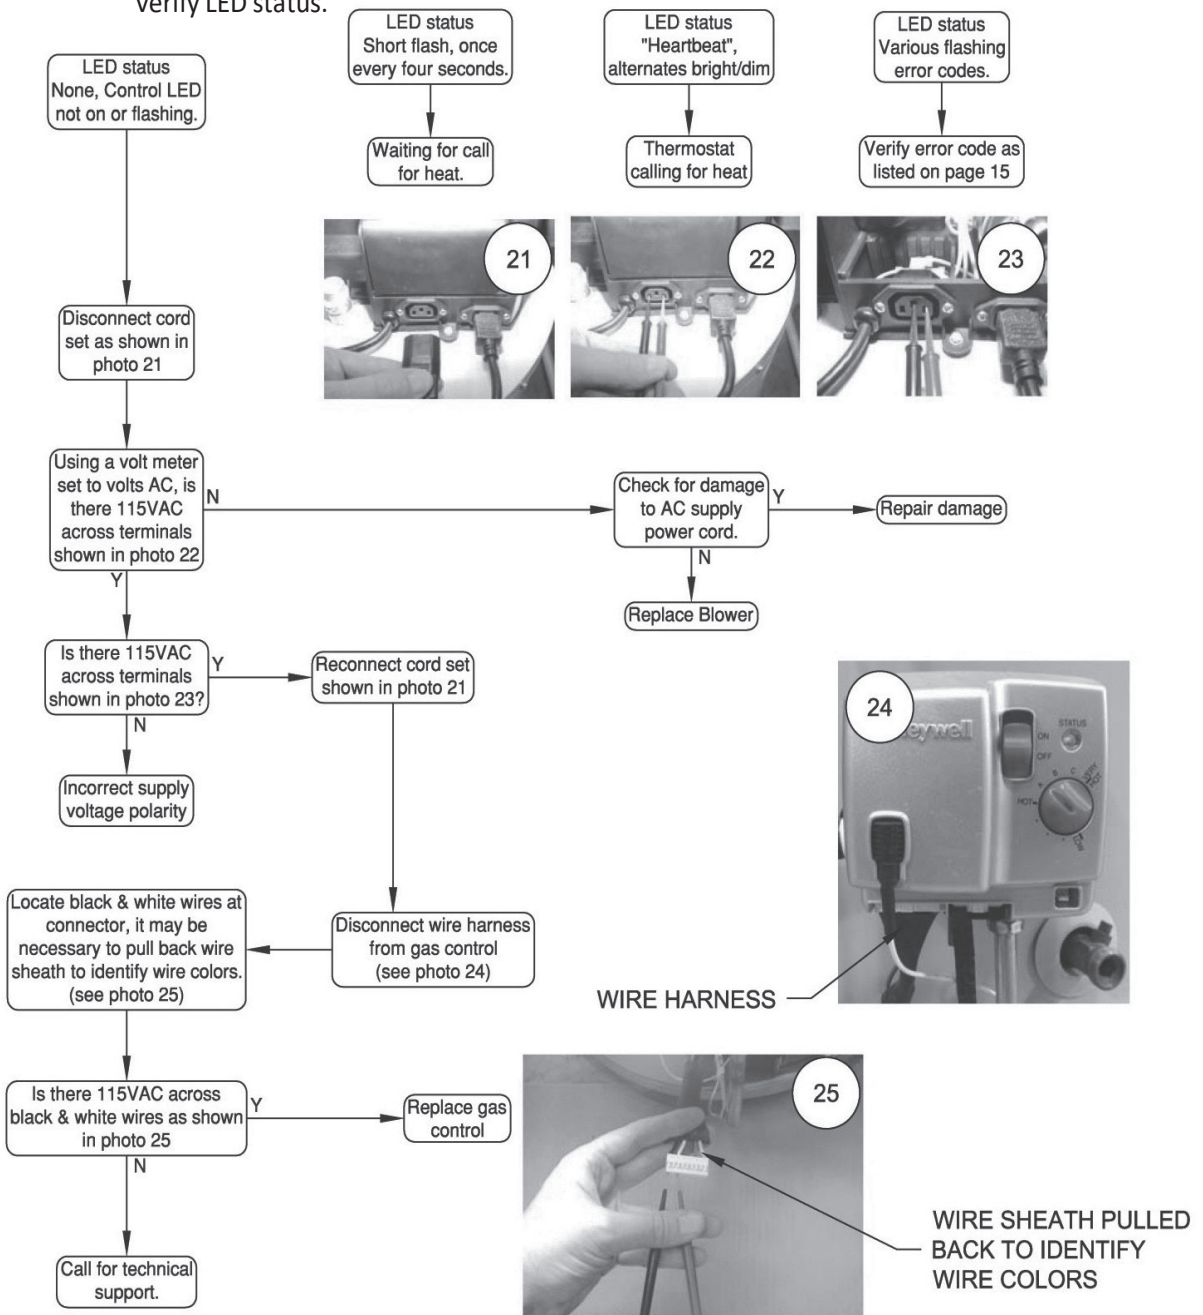 Verify LED status.
LED status
None, Control LED
not on or flashing.
LED status
Short flash, once
every four seconds.
LED status
"Heartbeat",
alternates bright/dim
LED status
Various flashing
error codes.
Waiting for call
for heat.
Thermostat
calling for heat
Verify error code as
listed on page 15
21
22
23
Disconnect cord
set as shown in
photo 21
Using a volt meter
set to volts AC, is
there 115VAC
across terminals
shown in photo 22
N
Y
Check for damage
to AC supply
power cord.
Y
N
Repair damage
Replace Blower
Is there 115VAC
across terminals
shown in photo 23?
Y
N
Reconnect cord set
shown in photo 21
Incorrect supply
voltage polarity
24
eywell
STATUS
ON
OFF
A
B
C
VERY
HOT
HOT
LOW
Locate black & white wires at
connector, it may be
necessary to pull back wire
sheath to identify wire colors.
(see photo 25)
Disconnect wire harness
from gas control
(see photo 24)
WIRE HARNESS
Is there 115VAC across
black & white wires as shown
in photo 25
Y
N
Replace gas
control
25
Call for technical
support.
WIRE SHEATH PULLED
BACK TO IDENTIFY
WIRE COLORS